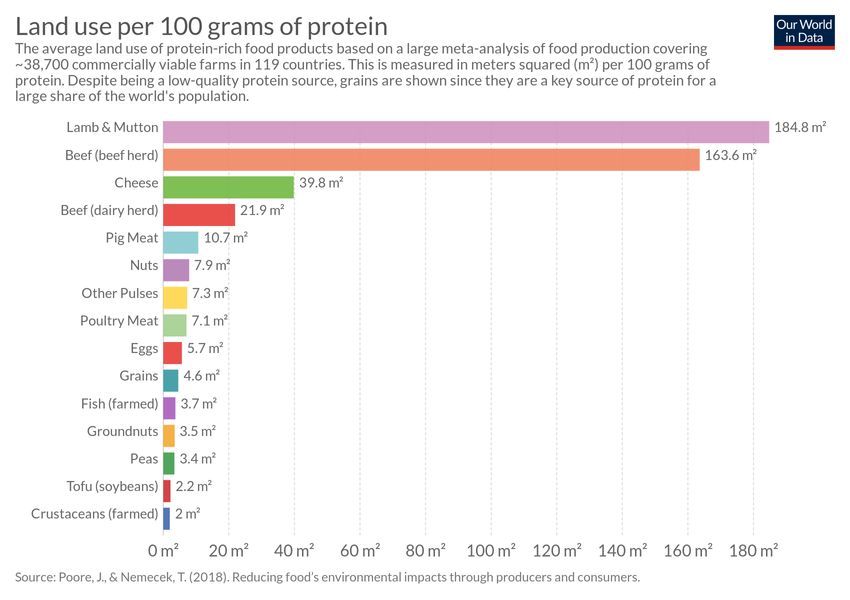 Land use per 100 grams of protein
Our World
in Data
The average land use of protein-rich food products based on a large meta-analysis of food production covering
~38,700 commercially viable farms in 119 countries. This is measured in meters squared (m²) per 100 grams of
protein. Despite being a low-quality protein source, grains are shown since they are a key source of protein for a
large share of the world's population.
Lamb & Mutton 184.8 m²
Beef (beef herd) 163.6 m²
Cheese 39.8 m²
Beef (dairy herd) 21.9 m²
Pig Meat 10.7 m²
Nuts 7.9 m²
Other Pulses 7.3 m²
Poultry Meat 7.1 m²
Eggs 5.7 m²
Grains 4.6 m²
Fish (farmed) 3.7 m²
Groundnuts 3.5 m²
Peas 3.4 m²
Tofu (soybeans) 2.2 m²
Crustaceans (farmed) 2 m²
0 m² 20 m² 40 m² 60 m² 80 m² 100 m² 120 m² 140 m² 160 m² 180 m²
Source: Poore, J., & Nemecek, T. (2018). Reducing food's environmental impacts through producers and consumers.